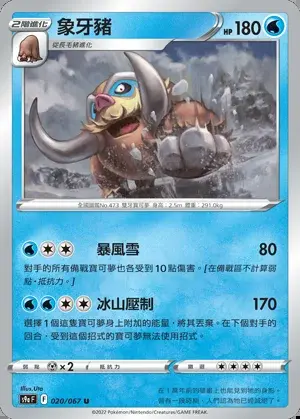 2階進化
象牙豬
HP 180
從長毛豬進化
全國圖鑑No.473 雙牙寶可夢 身高：2.5m 體重：291.0kg
暴風雪 80
對手的所有備戰寶可夢也各受到10點傷害。[在備戰區不計算弱
點・抵抗力。]
冰山壓制 170
選擇1個這隻寶可夢身上附加的能量，將其丟棄。在下個對手的
回合，受到這個招式的寶可夢無法使用招式。
弱點 ×2 抵抗力 撤退
Illus.Uta
s9a F F 020/067 U
©2022 Pokémon/Nintendo/Creatures/GAME FREAK